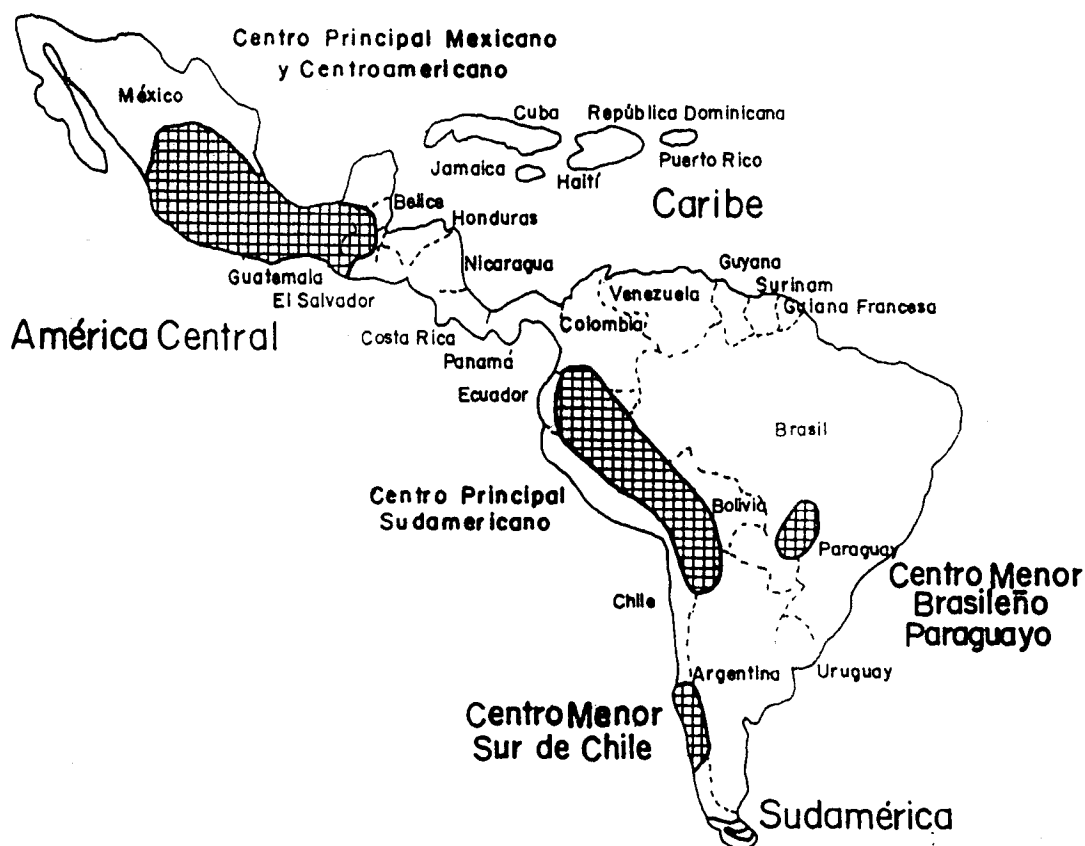 Centro Principal Mexicano
y Centroamericano
México
Cuba
República Dominicana
Jamaica
Haití
Puerto Rico
Caribe
Belice
Honduras
Guatemala
Nicaragua
El Salvador
América Central
Costa Rica
Panamá
Guyana
Surinam
Guiana Francesa
Venezuela
Colombia
Ecuador
Brasil
Centro Principal
Sudamericano
Bolivia
Paraguay
Centro Menor
Brasileño
Paraguayo
Chile
Argentina
Uruguay
Centro Menor
Sur de Chile
Sudamérica